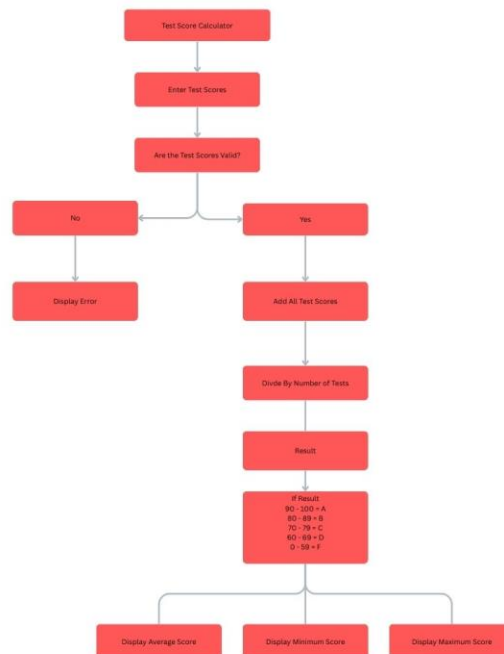 Test Score Calculator
Enter Test Scores
Are the Test Scores Valid?
No
Yes
Display Error
Add All Test Scores
Divde By Number of Tests
Result
If Result
90 - 100 = A
80 - 89 = B
70 - 79 = C
60 - 69 = D
0 - 59 = F
Display Average Score
Display Minimum Score
Display Maximum Score